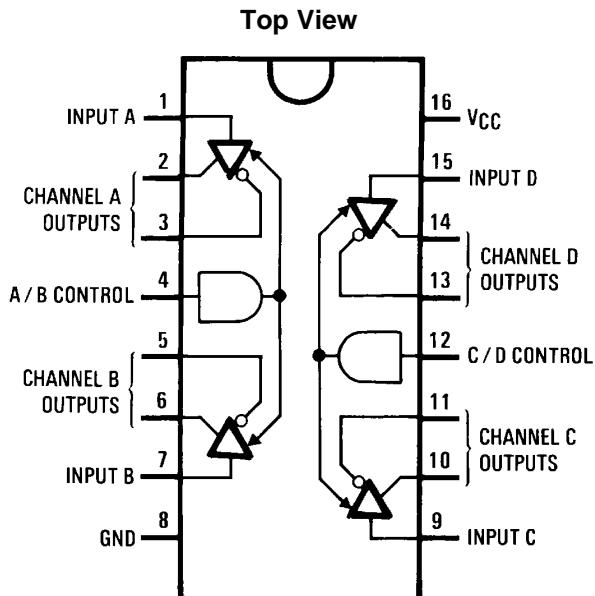 Top View
1
INPUT A
2
CHANNEL A
OUTPUTS
3
4
A / B CONTROL
5
CHANNEL B
OUTPUTS
6
7
INPUT B
8
GND
16
VCC
15
INPUT D
14
CHANNEL D
OUTPUTS
13
12
C / D CONTROL
11
CHANNEL C
OUTPUTS
10
9
INPUT C